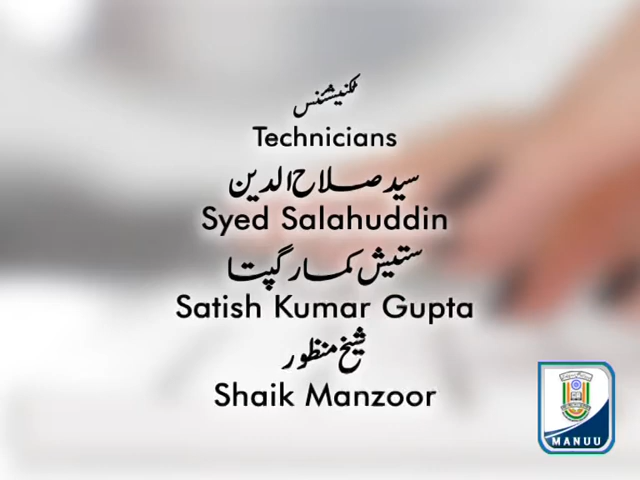 ٹکنیشنس
Technicians
سید صلاح الدین
Syed Salahuddin
ستیش کمار گپتا
Satish Kumar Gupta
شیخ منظور
Shaik Manzoor
MANUU